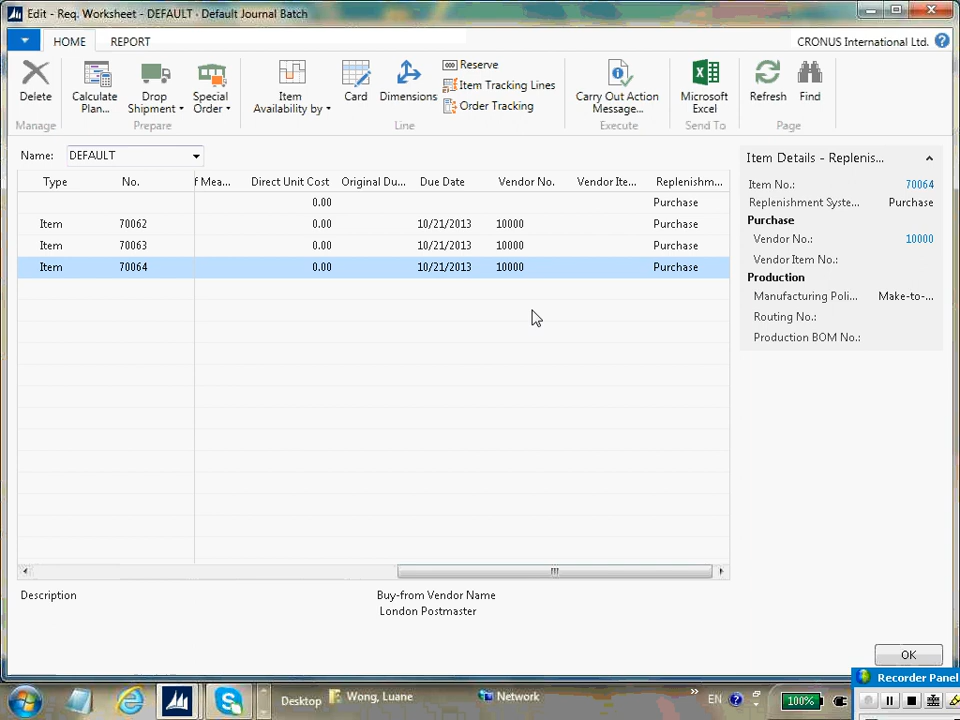 Edit - Req. Worksheet - DEFAULT · Default Journal Batch
HOME REPORT CRONUS International Ltd.
Delete
Calculate Plan...
Drop Shipment
Special Order
Item Availability by
Card
Dimensions
Reserve
Item Tracking Lines
Order Tracking
Carry Out Action Message...
Microsoft Excel
Refresh
Find
Manage Prepare Line Execute Send To Page
Name: DEFAULT
Type No. f Mea... Direct Unit Cost Original Du... Due Date Vendor No. Vendor Ite... Replenishm...
0.00 Purchase
Item 70062 0.00 10/21/2013 10000 Purchase
Item 70063 0.00 10/21/2013 10000 Purchase
Item 70064 0.00 10/21/2013 10000 Purchase
Item Details - Replenis...
Item No.: 70064
Replenishment Syste... Purchase
Purchase
Vendor No.: 10000
Vendor Item No.:
Production
Manufacturing Poli... Make-to-...
Routing No.:
Production BOM No.:
Description Buy-from Vendor Name
London Postmaster
OK
Recorder Panel
Desktop Wong, Luane Network » EN 100%